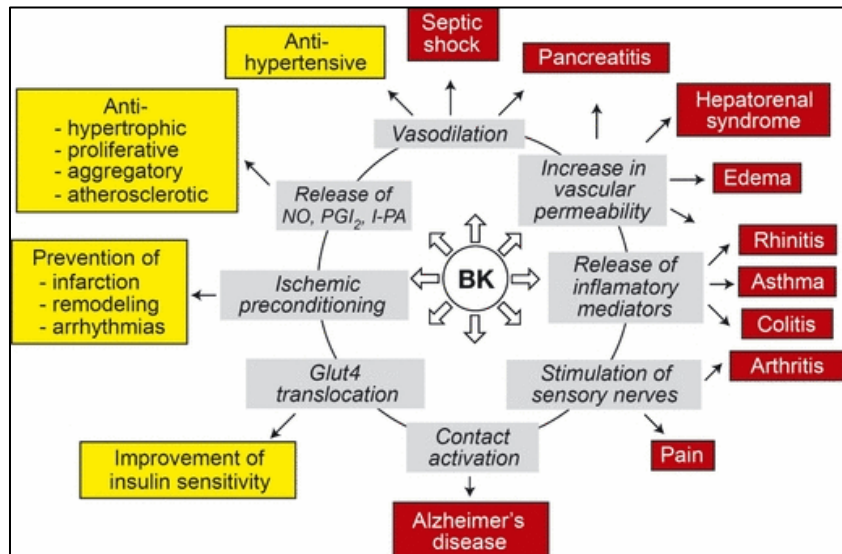 Anti-
hypertensive
Septic
shock
Pancreatitis
Hepatorenal
syndrome
Edema
Rhinitis
Asthma
Colitis
Arthritis
Pain
Alzheimer's
disease
Improvement of
insulin sensitivity
Prevention of
- infarction
- remodeling
- arrhythmias
Anti-
- hypertrophic
- proliferative
- aggregatory
- atherosclerotic
Vasodilation
Increase in
vascular
permeability
Release of
inflamatory
mediators
Stimulation of
sensory nerves
Contact
activation
Glut4
translocation
Ischemic
preconditioning
Release of
NO, PGI₂, l-PA
BK